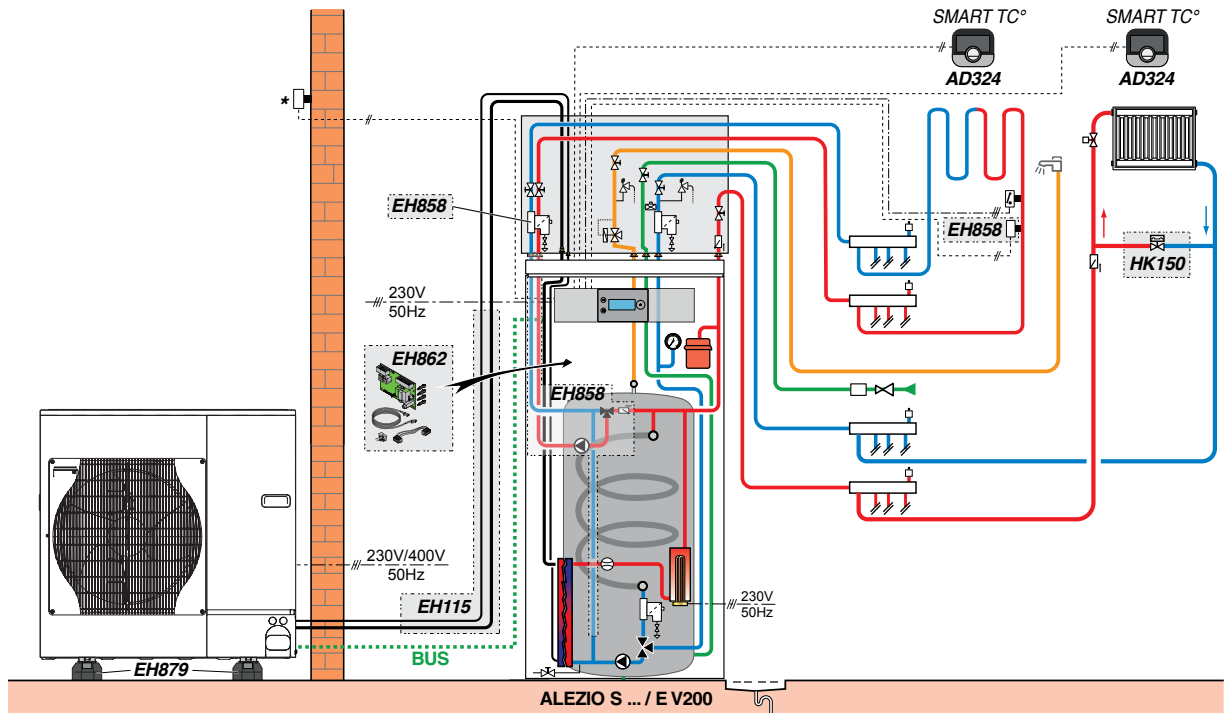 SMART TC°
SMART TC°
AD324
AD324
*
EH858
EH858
HK150
230V
50Hz
EH862
EH858
230V/400V
50Hz
EH115
230V
50Hz
BUS
EH879
ALEZIO S ... / E V200